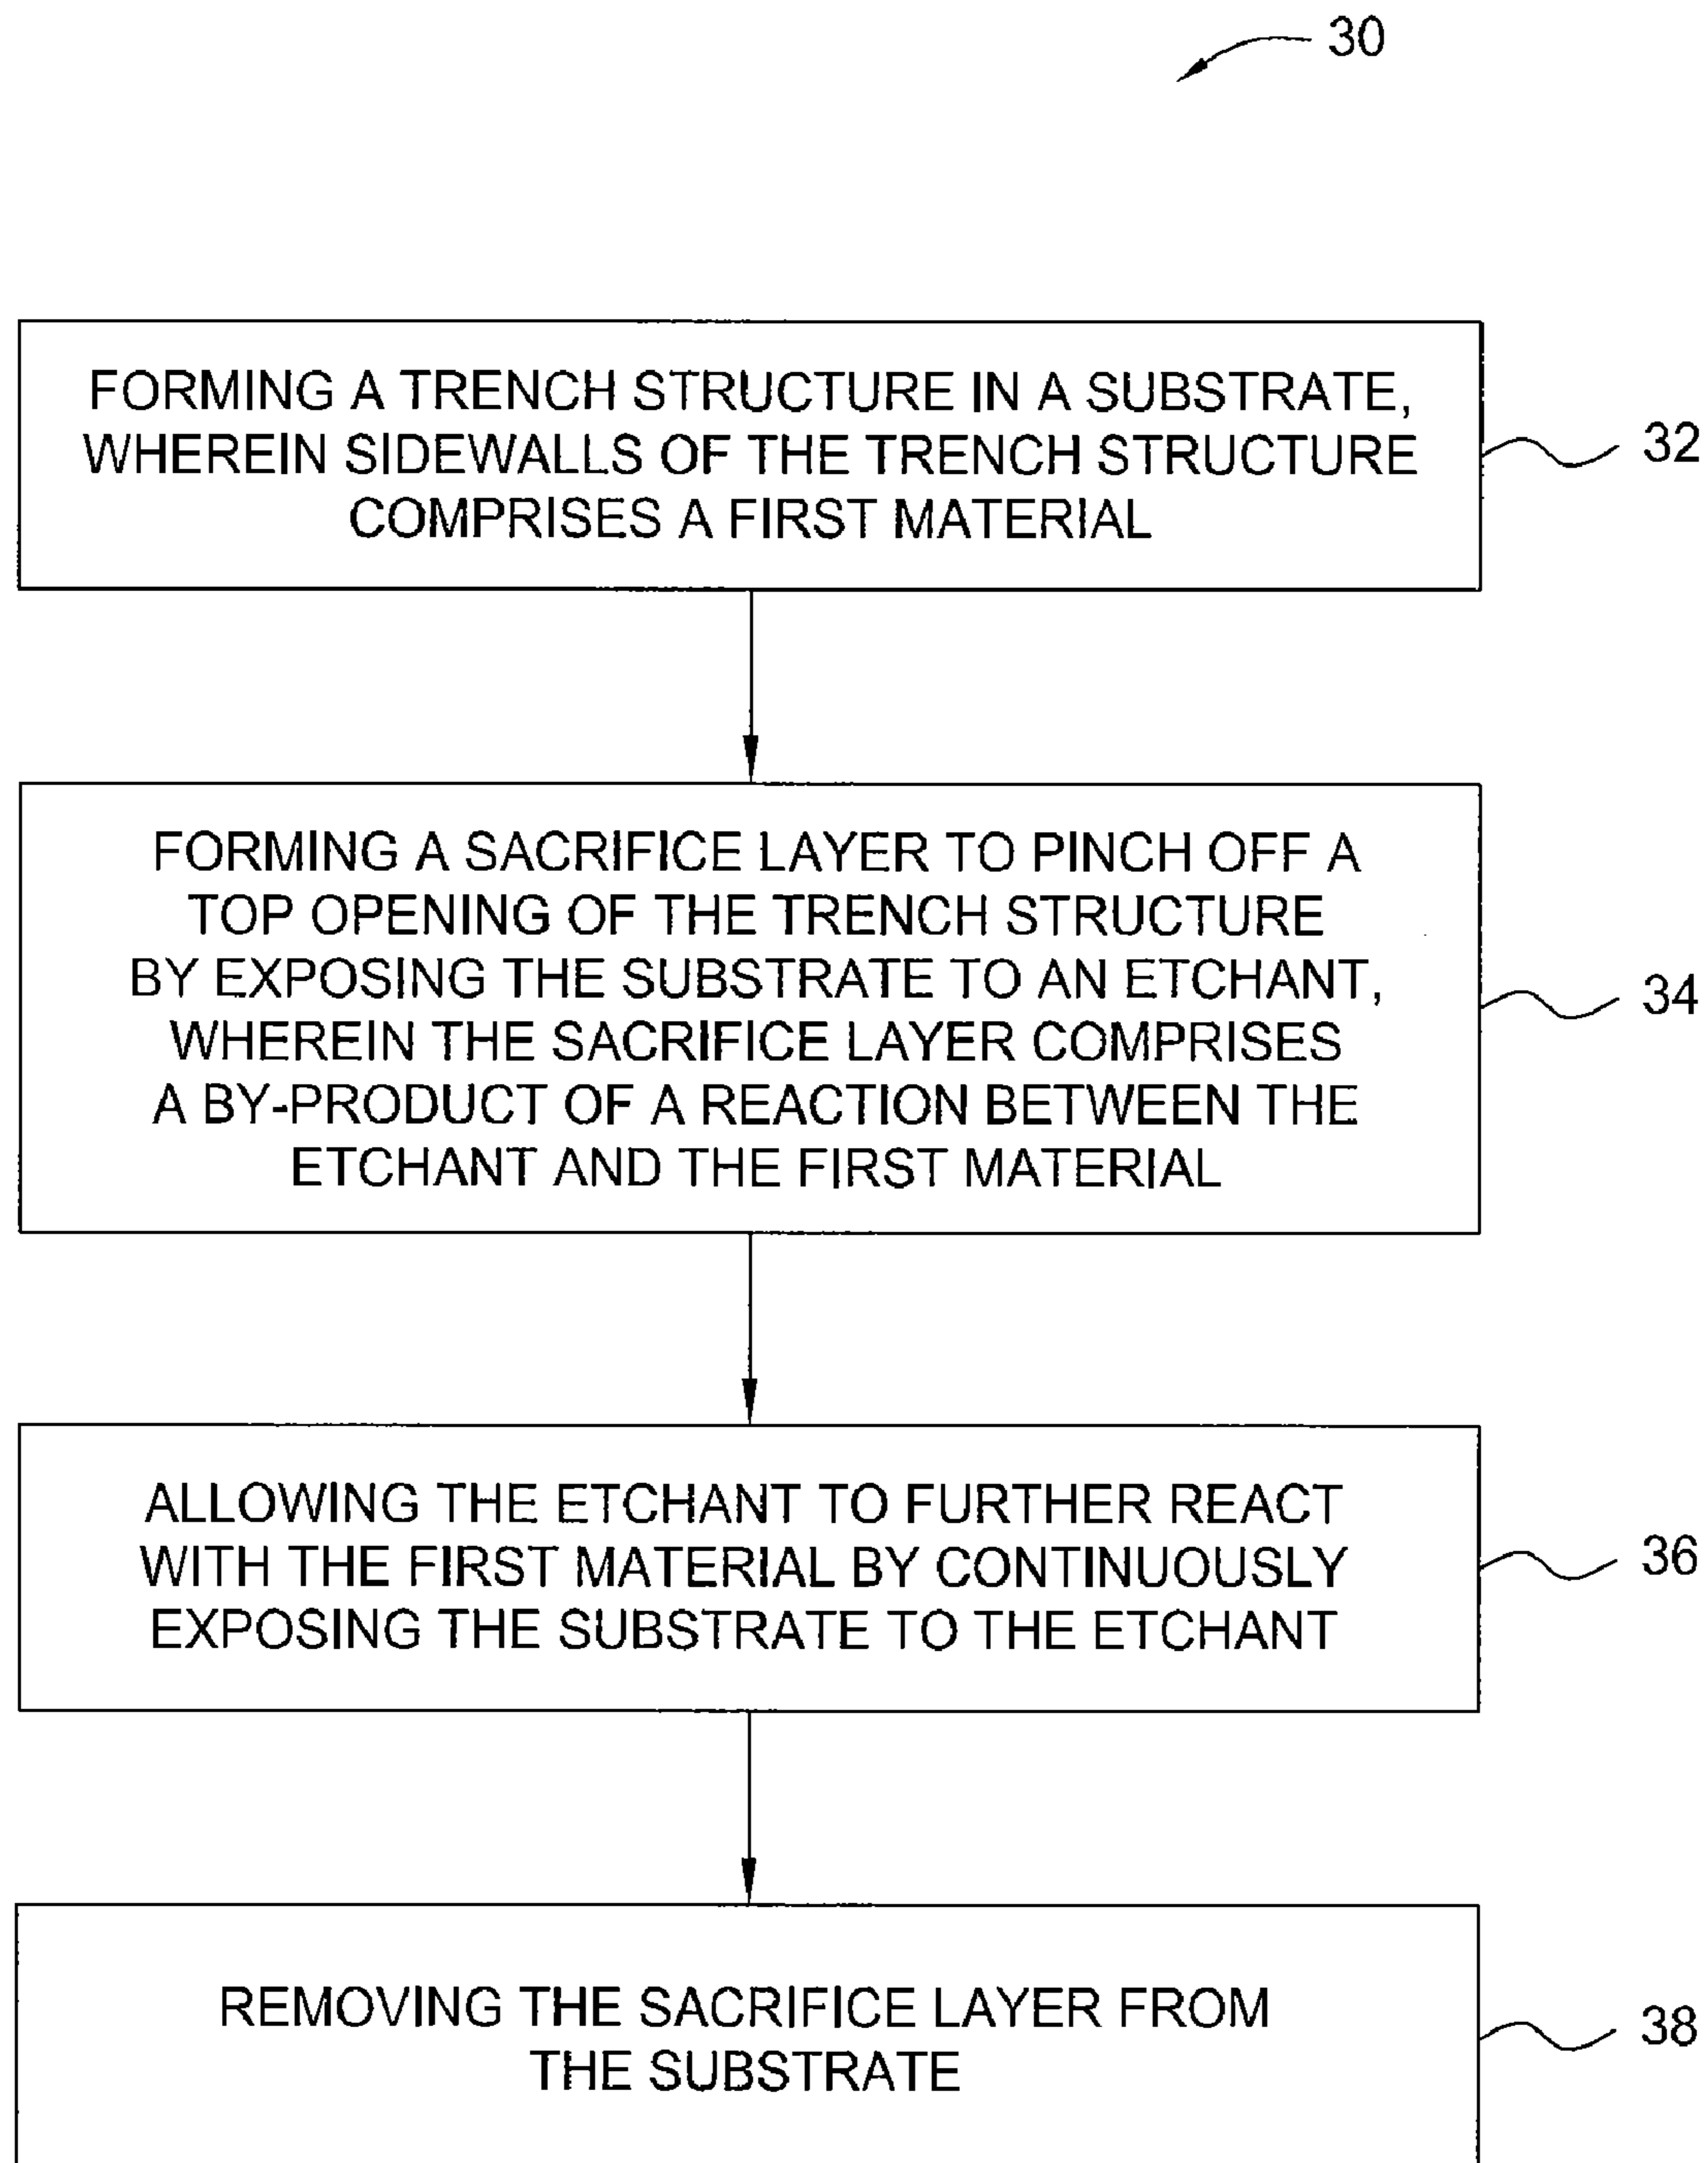 30
FORMING A TRENCH STRUCTURE IN A SUBSTRATE,
WHEREIN SIDEWALLS OF THE TRENCH STRUCTURE
COMPRISES A FIRST MATERIAL
32
FORMING A SACRIFICE LAYER TO PINCH OFF A
TOP OPENING OF THE TRENCH STRUCTURE
BY EXPOSING THE SUBSTRATE TO AN ETCHANT,
WHEREIN THE SACRIFICE LAYER COMPRISES
A BY-PRODUCT OF A REACTION BETWEEN THE
ETCHANT AND THE FIRST MATERIAL
34
ALLOWING THE ETCHANT TO FURTHER REACT
WITH THE FIRST MATERIAL BY CONTINUOUSLY
EXPOSING THE SUBSTRATE TO THE ETCHANT
36
REMOVING THE SACRIFICE LAYER FROM
THE SUBSTRATE
38